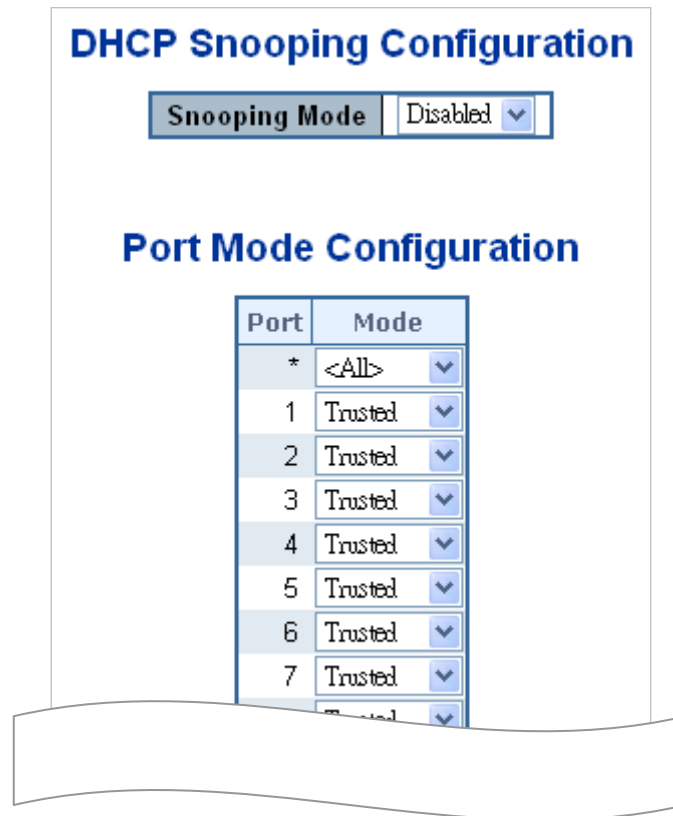 DHCP Snooping Configuration
Snooping Mode Disabled
Port Mode Configuration
Port Mode
* <All>
1 Trusted
2 Trusted
3 Trusted
4 Trusted
5 Trusted
6 Trusted
7 Trusted